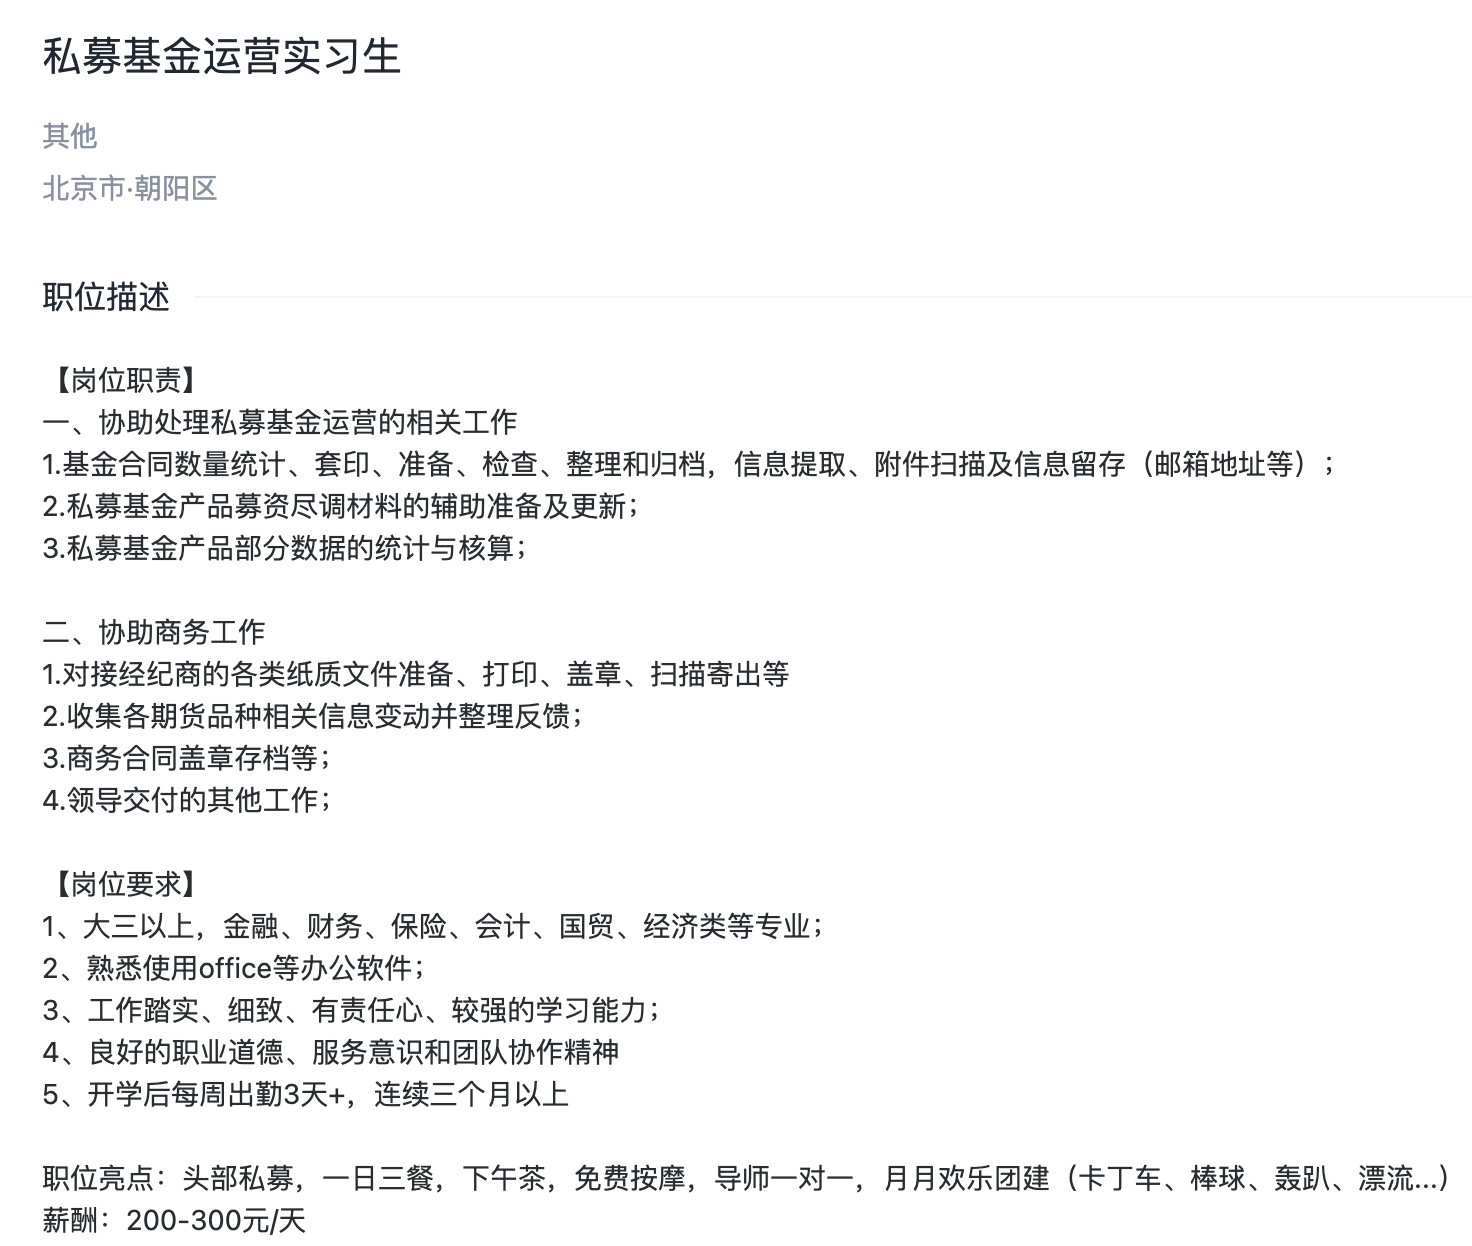 私募基金运营实习生
其他
北京市·朝阳区
职位描述
【岗位职责】
一、协助处理私募基金运营的相关工作
1.基金合同数量统计、套印、准备、检查、整理和归档，信息提取、附件扫描及信息留存（邮箱地址等）；
2.私募基金产品募资尽调材料的辅助准备及更新；
3.私募基金产品部分数据的统计与核算；
二、协助商务工作
1.对接经纪商的各类纸质文件准备、打印、盖章、扫描寄出等
2.收集各期货品种相关信息变动并整理反馈；
3.商务合同盖章存档等；
4.领导交付的其他工作；
【岗位要求】
1、大三以上，金融、财务、保险、会计、国贸、经济类等专业；
2、熟悉使用office等办公软件；
3、工作踏实、细致、有责任心、较强的学习能力；
4、良好的职业道德、服务意识和团队协作精神
5、开学后每周出勤3天+，连续三个月以上
职位亮点：头部私募，一日三餐，下午茶，免费按摩，导师一对一，月月欢乐团建（卡丁车、棒球、轰趴、漂流...）
薪酬：200-300元/天